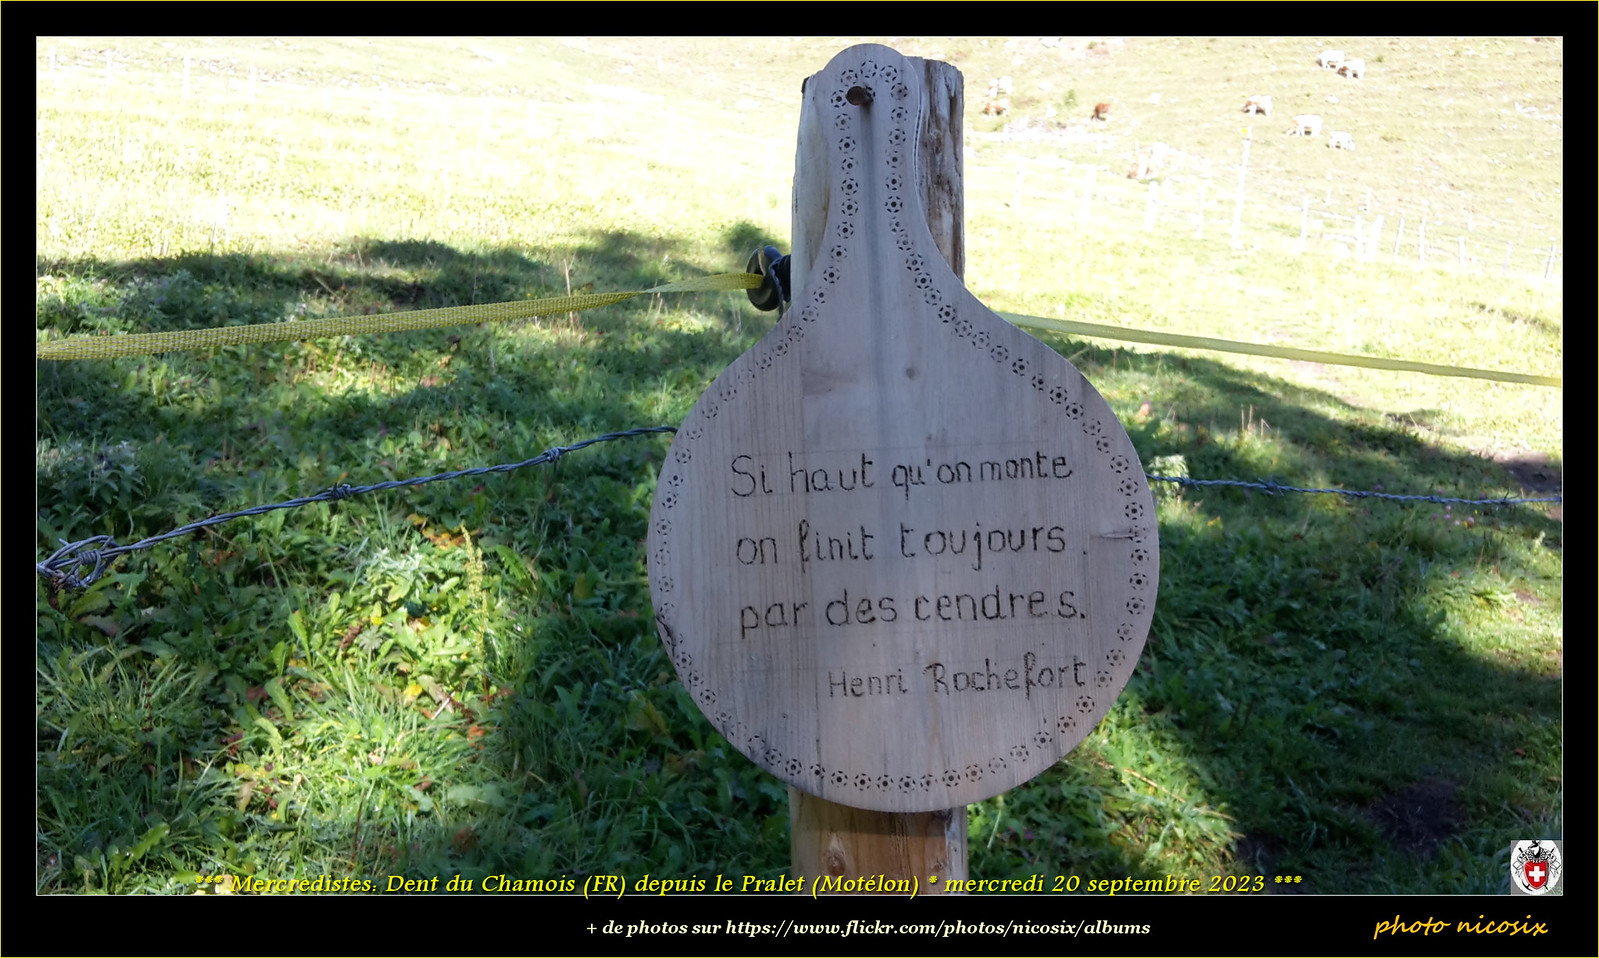 Si haut qu'on monte
on finit toujours.
par des cendres.
Henri Rochefort
*** Mercredistes: Dent du Chamois (FR) depuis le Pralet (Motélon) * mercredi 20 septembre 2023 ***
+ de photos sur https://www.flickr.com/photos/nicosix/albums
photo nicosix